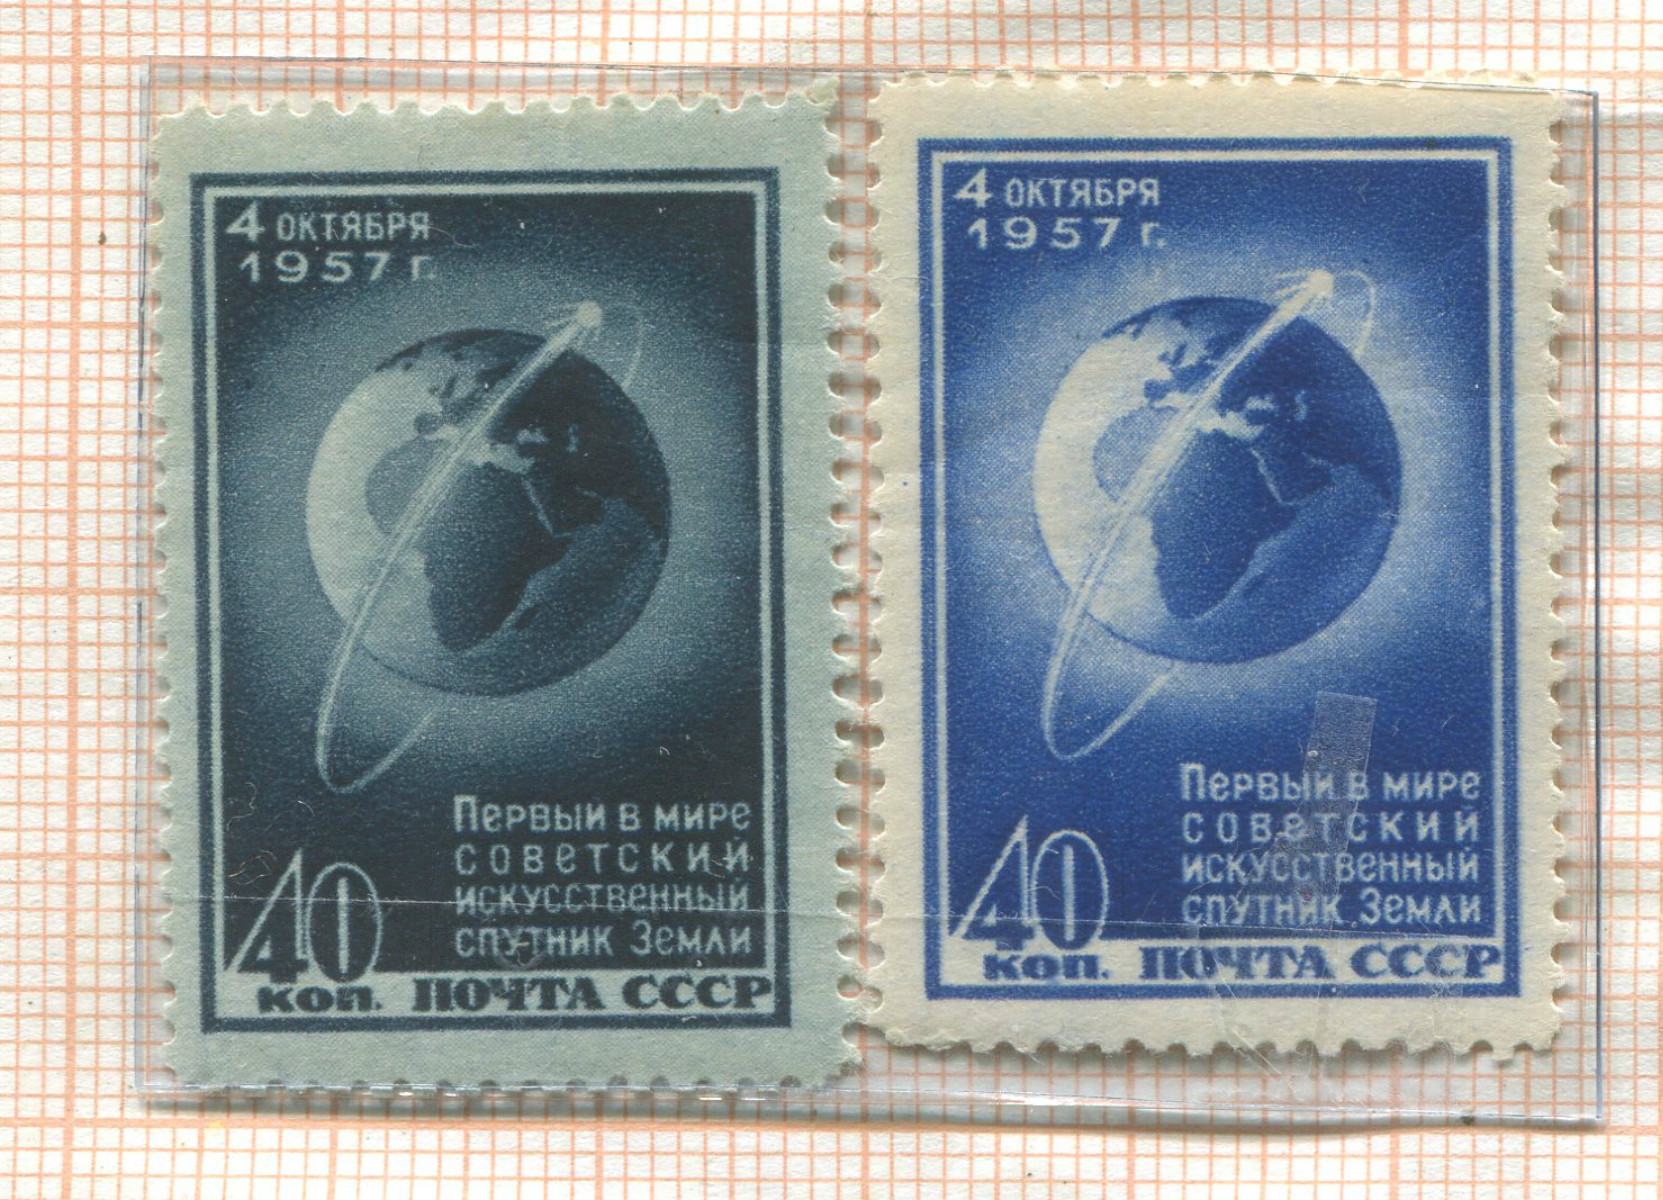 4 ОКТЯБРЯ
1957 г.
Первый в мире
советский
искусственный
спутник Земли
40
коп. ПОЧТА СССР
4 ОКТЯБРЯ
1957 г.
Первый в мире
советский
искусственный
спутник Земли
40
коп. ПОЧТА СССР